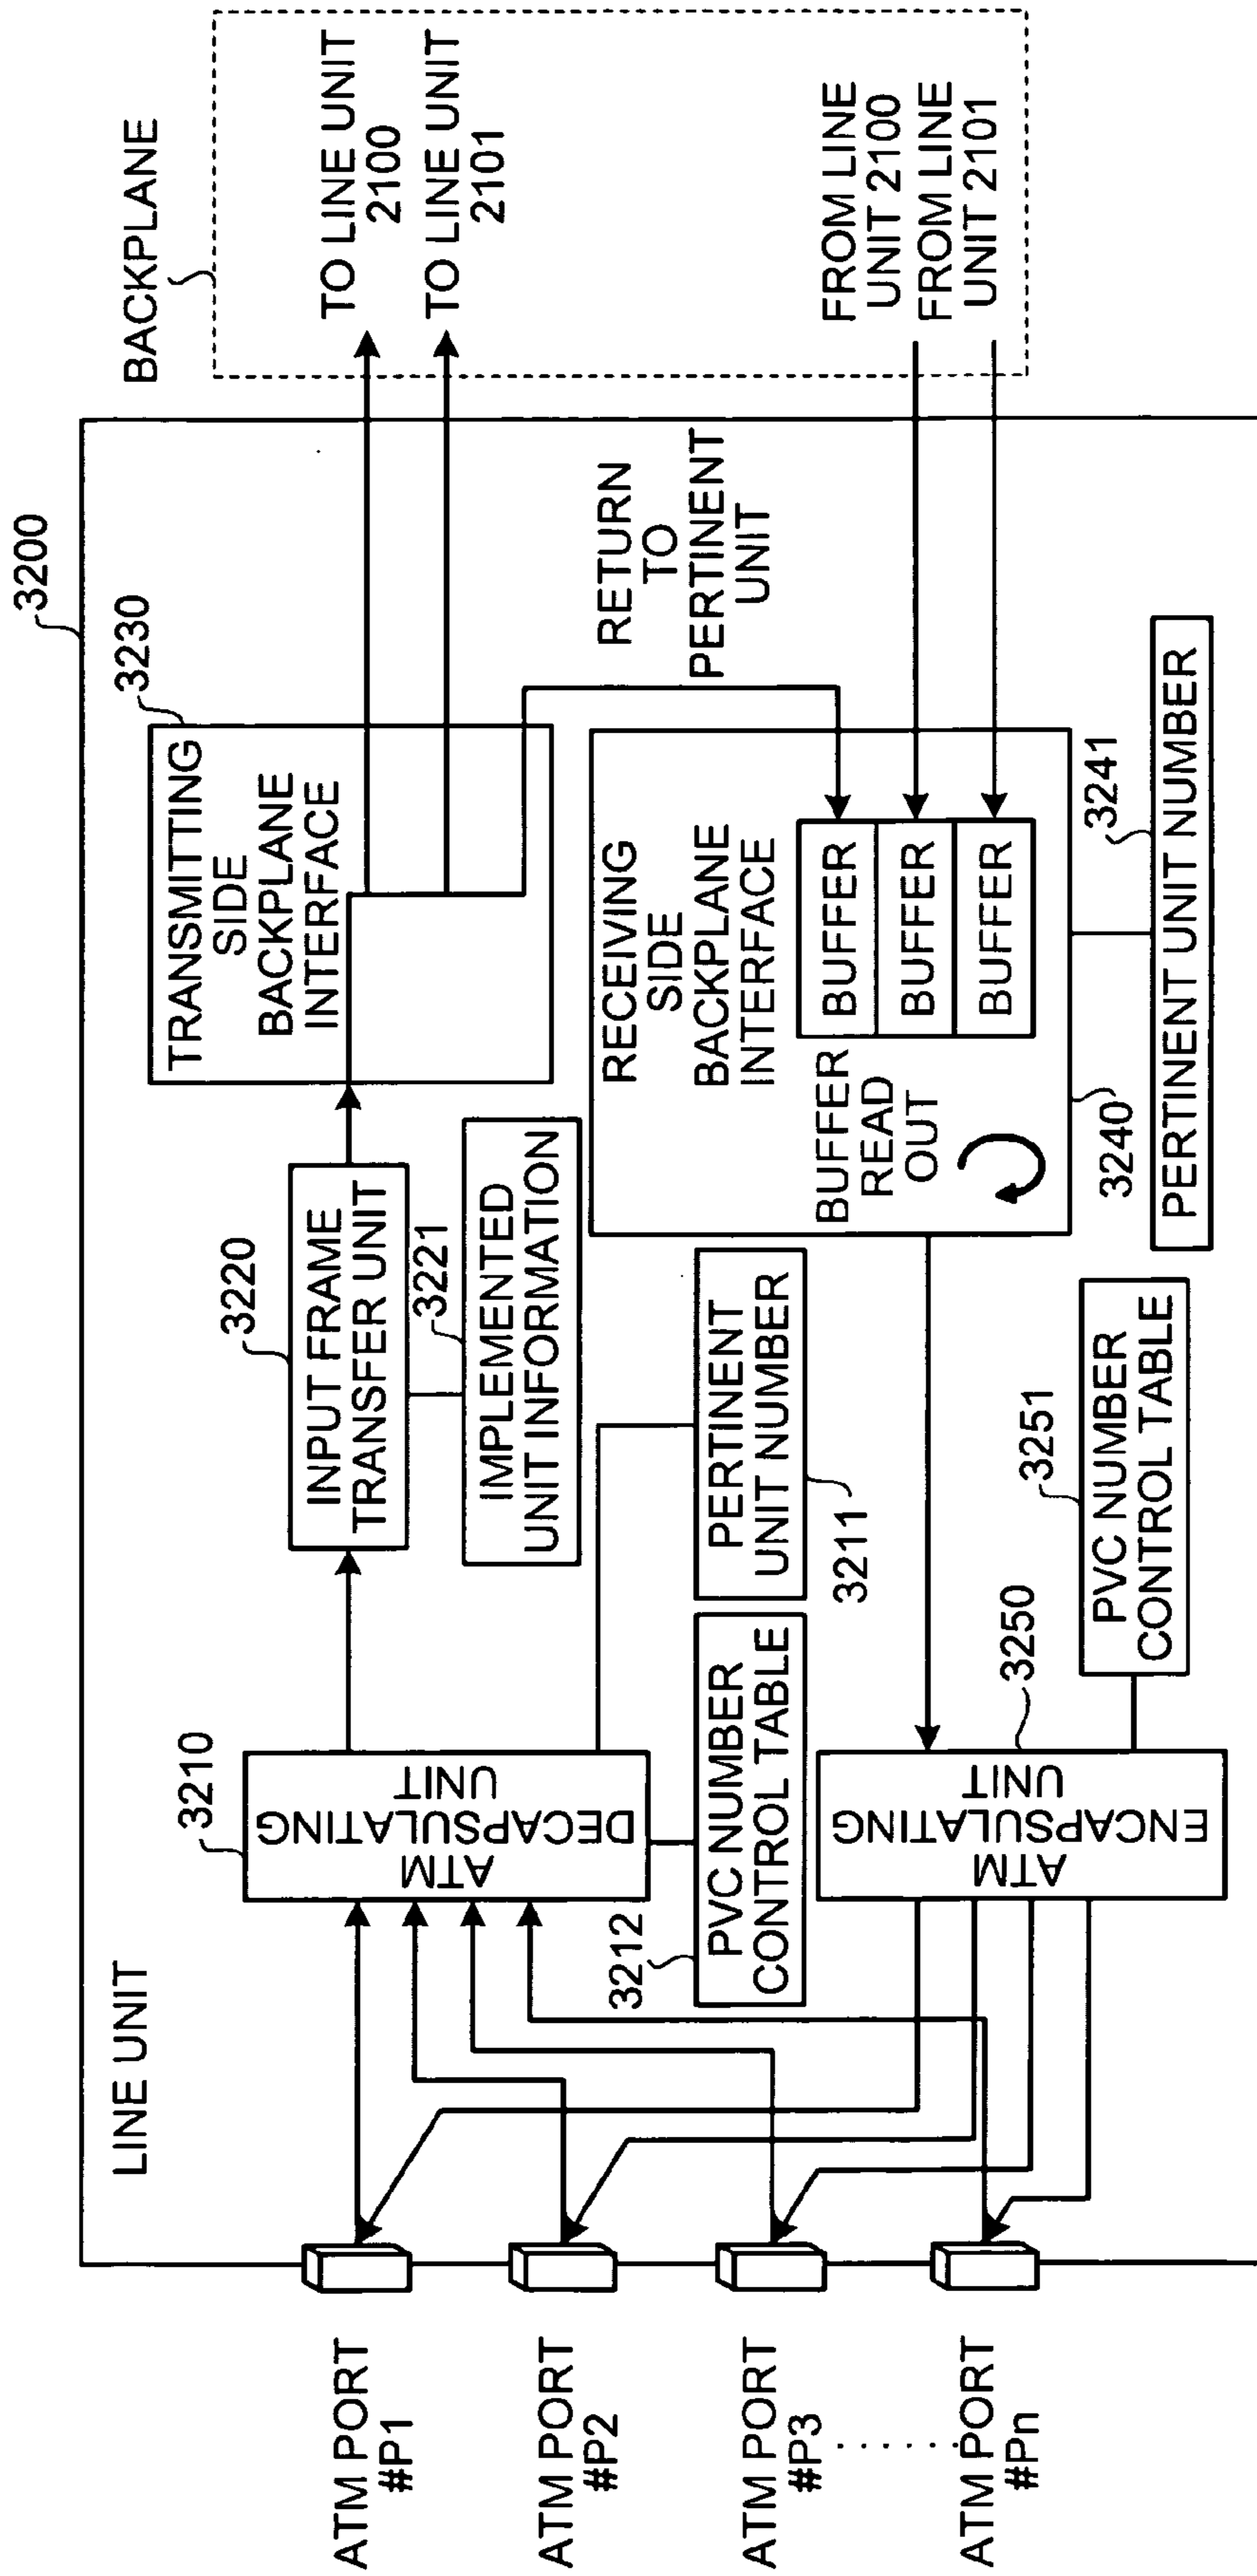 3200
LINE UNIT
BACKPLANE
ATM PORT
#P1
ATM PORT
#P2
ATM PORT
#P3
ATM PORT
#Pn
3210
ATM
DECAPSULATING
UNIT
3212
PVC NUMBER
CONTROL TABLE
3211
PERTINENT
UNIT NUMBER
3220
INPUT FRAME
TRANSFER UNIT
3221
IMPLEMENTED
UNIT INFORMATION
3230
TRANSMITTING
SIDE
BACKPLANE
INTERFACE
TO LINE UNIT
2100
TO LINE UNIT
2101
RETURN
TO
PERTINENT
UNIT
RECEIVING
SIDE
BACKPLANE
INTERFACE
BUFFER
BUFFER
BUFFER
BUFFER
READ
OUT
FROM LINE
UNIT 2100
FROM LINE
UNIT 2101
3240
3241
PERTINENT UNIT NUMBER
3250
ATM
ENCAPSULATING
UNIT
3251
PVC NUMBER
CONTROL TABLE